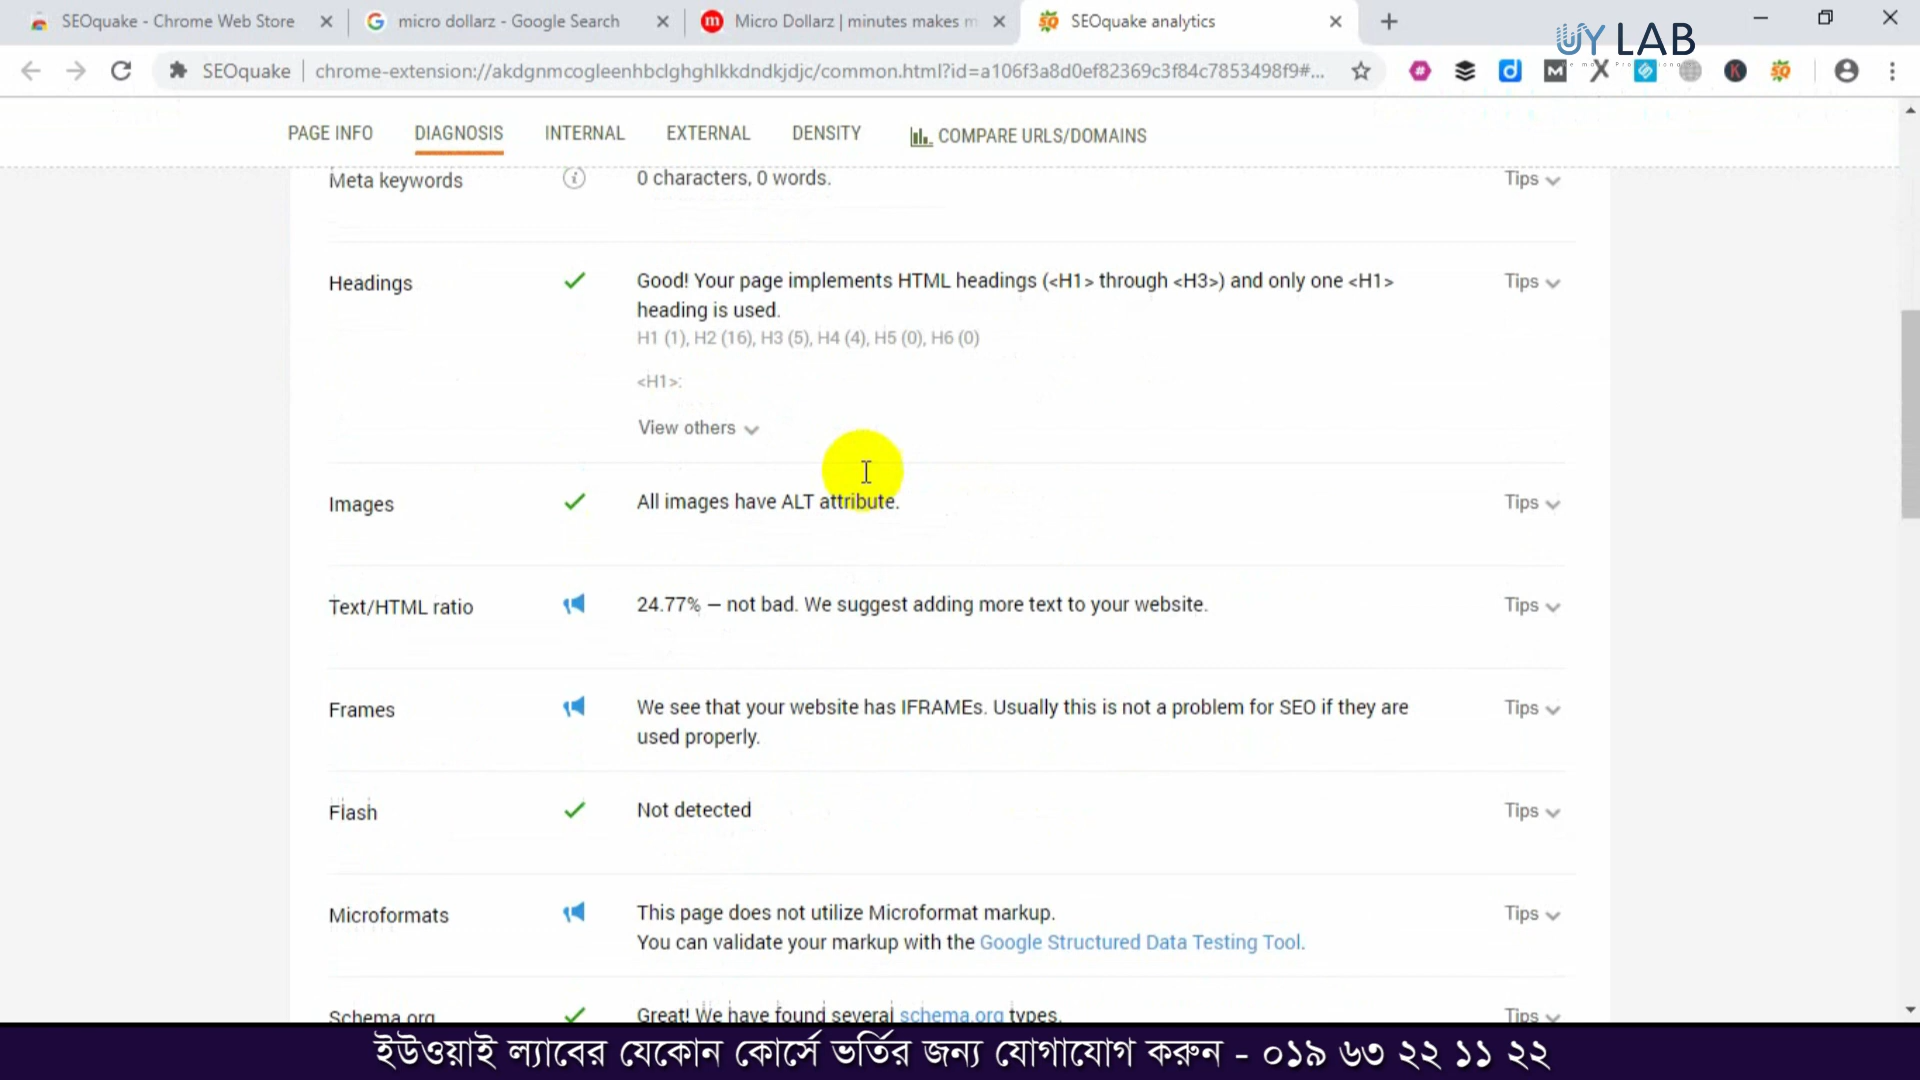 SEOquake - Chrome Web Store
micro dollarz - Google Search
Micro Dollarz | minutes makes m
SEOquake analytics
UY LAB
SEOquake
chrome-extension://akdgnmcogleenhbclghghlkkdndkjdjc/common.html?id=a106f3a8d0ef82369c3f84c7853498f9#...
PAGE INFO DIAGNOSIS INTERNAL EXTERNAL DENSITY COMPARE URLS/DOMAINS
Meta keywords 0 characters, 0 words. Tips
Headings Good! Your page implements HTML headings (<H1> through <H3>) and only one <H1> Tips
heading is used.
H1 (1), H2 (16), H3 (5), H4 (4), H5 (0), H6 (0)
<H1>:
View others
Images All images have ALT attribute. Tips
Text/HTML ratio 24.77% — not bad. We suggest adding more text to your website. Tips
Frames We see that your website has IFRAMEs. Usually this is not a problem for SEO if they are Tips
used properly.
Flash Not detected Tips
Microformats This page does not utilize Microformat markup. Tips
You can validate your markup with the Google Structured Data Testing Tool.
Schema.org Great! We have found several schema.org types. Tips
ইউওয়াই ল্যাবের যেকোন কোর্সে ভর্তির জন্য যোগাযোগ করুন - ০১৯ ৬৩ ২২ ১১ ২২